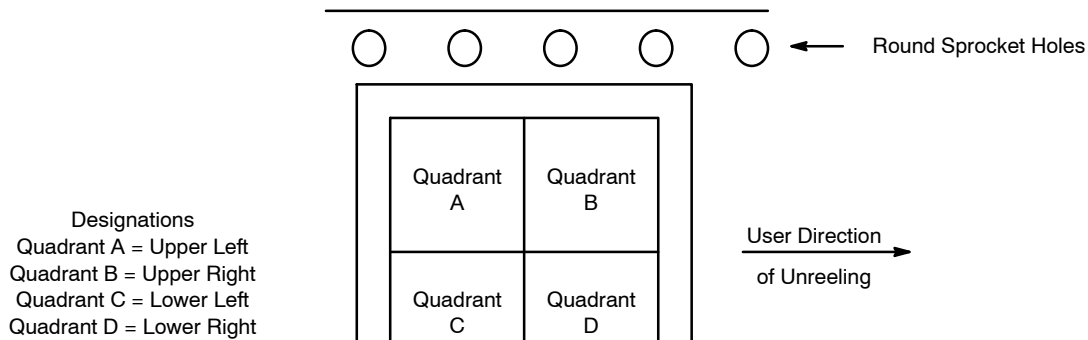 Round Sprocket Holes
Quadrant
A
Quadrant
B
Designations
Quadrant A = Upper Left
Quadrant B = Upper Right
Quadrant C = Lower Left
Quadrant D = Lower Right
Quadrant
C
Quadrant
D
User Direction
of Unreeling